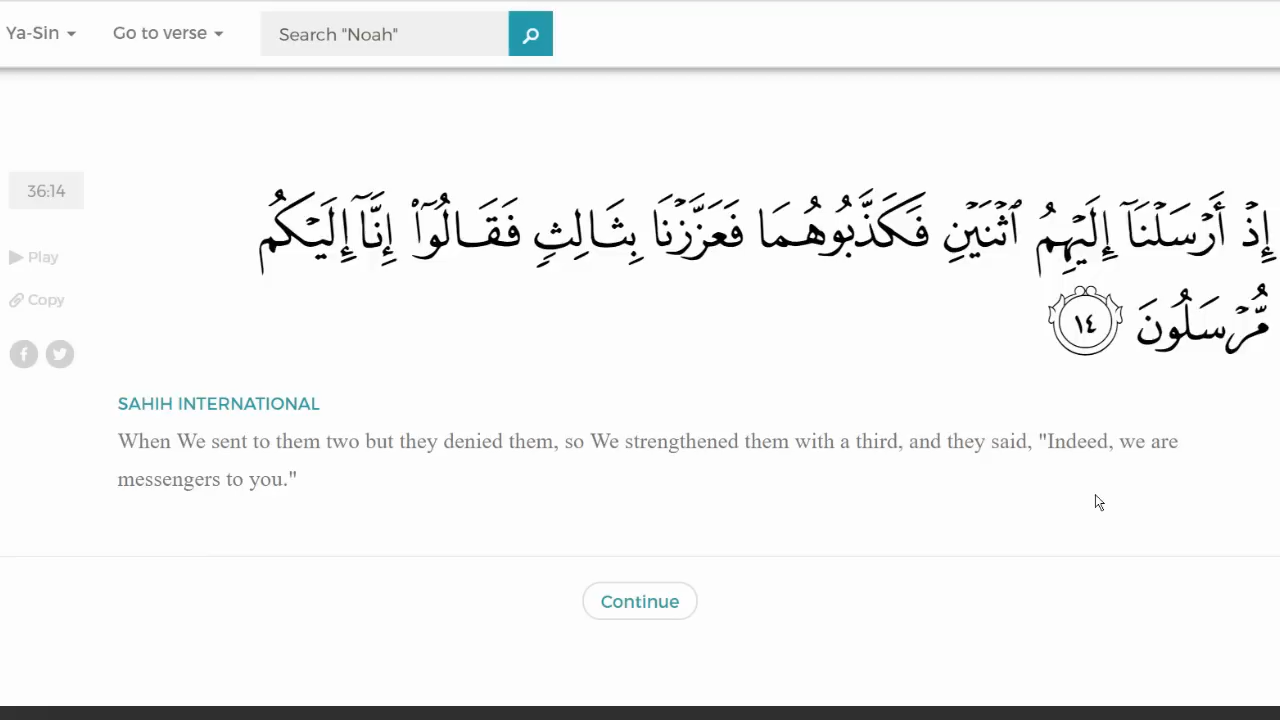 Ya-Sin Go to verse Search "Noah"
36:14
إِذْ أَرْسَلْنَآ إِلَيْهِمُ ٱثْنَيْنِ فَكَذَّبُوهُمَا فَعَزَّزْنَا بِثَالِثٍ فَقَالُوٓا۟ إِنَّآ إِلَيْكُم
مُّرْسَلُونَ ١٤
Play
Copy
SAHIH INTERNATIONAL
When We sent to them two but they denied them, so We strengthened them with a third, and they said, "Indeed, we are
messengers to you."
Continue